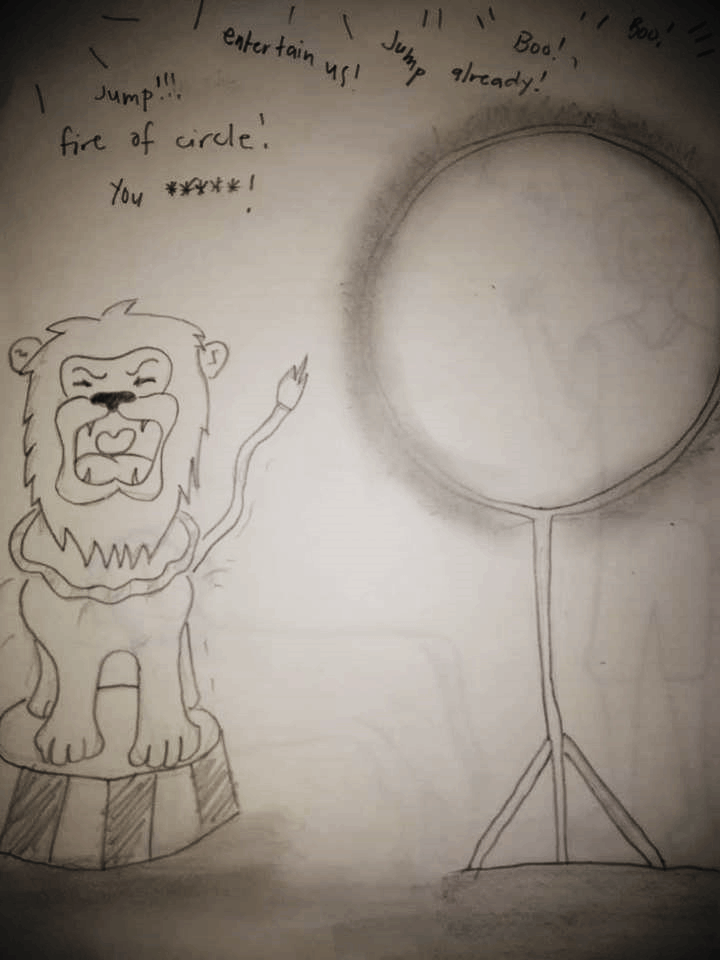 entertain us!
Jump already!
Boo!,
Boo!
Jump!!!
fire of circle!
You *****!